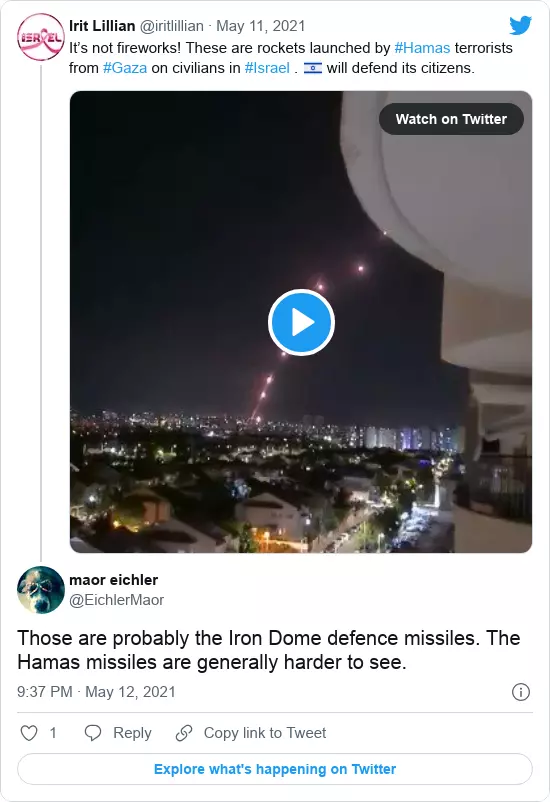 ISRAEL
Irit Lillian @iritlillian · May 11, 2021
It’s not fireworks! These are rockets launched by #Hamas terrorists
from #Gaza on civilians in #Israel . 🇮🇱 will defend its citizens.
Watch on Twitter
maor eichler
@EichlerMaor
Those are probably the Iron Dome defence missiles. The
Hamas missiles are generally harder to see.
9:37 PM · May 12, 2021
1 Reply Copy link to Tweet
Explore what's happening on Twitter